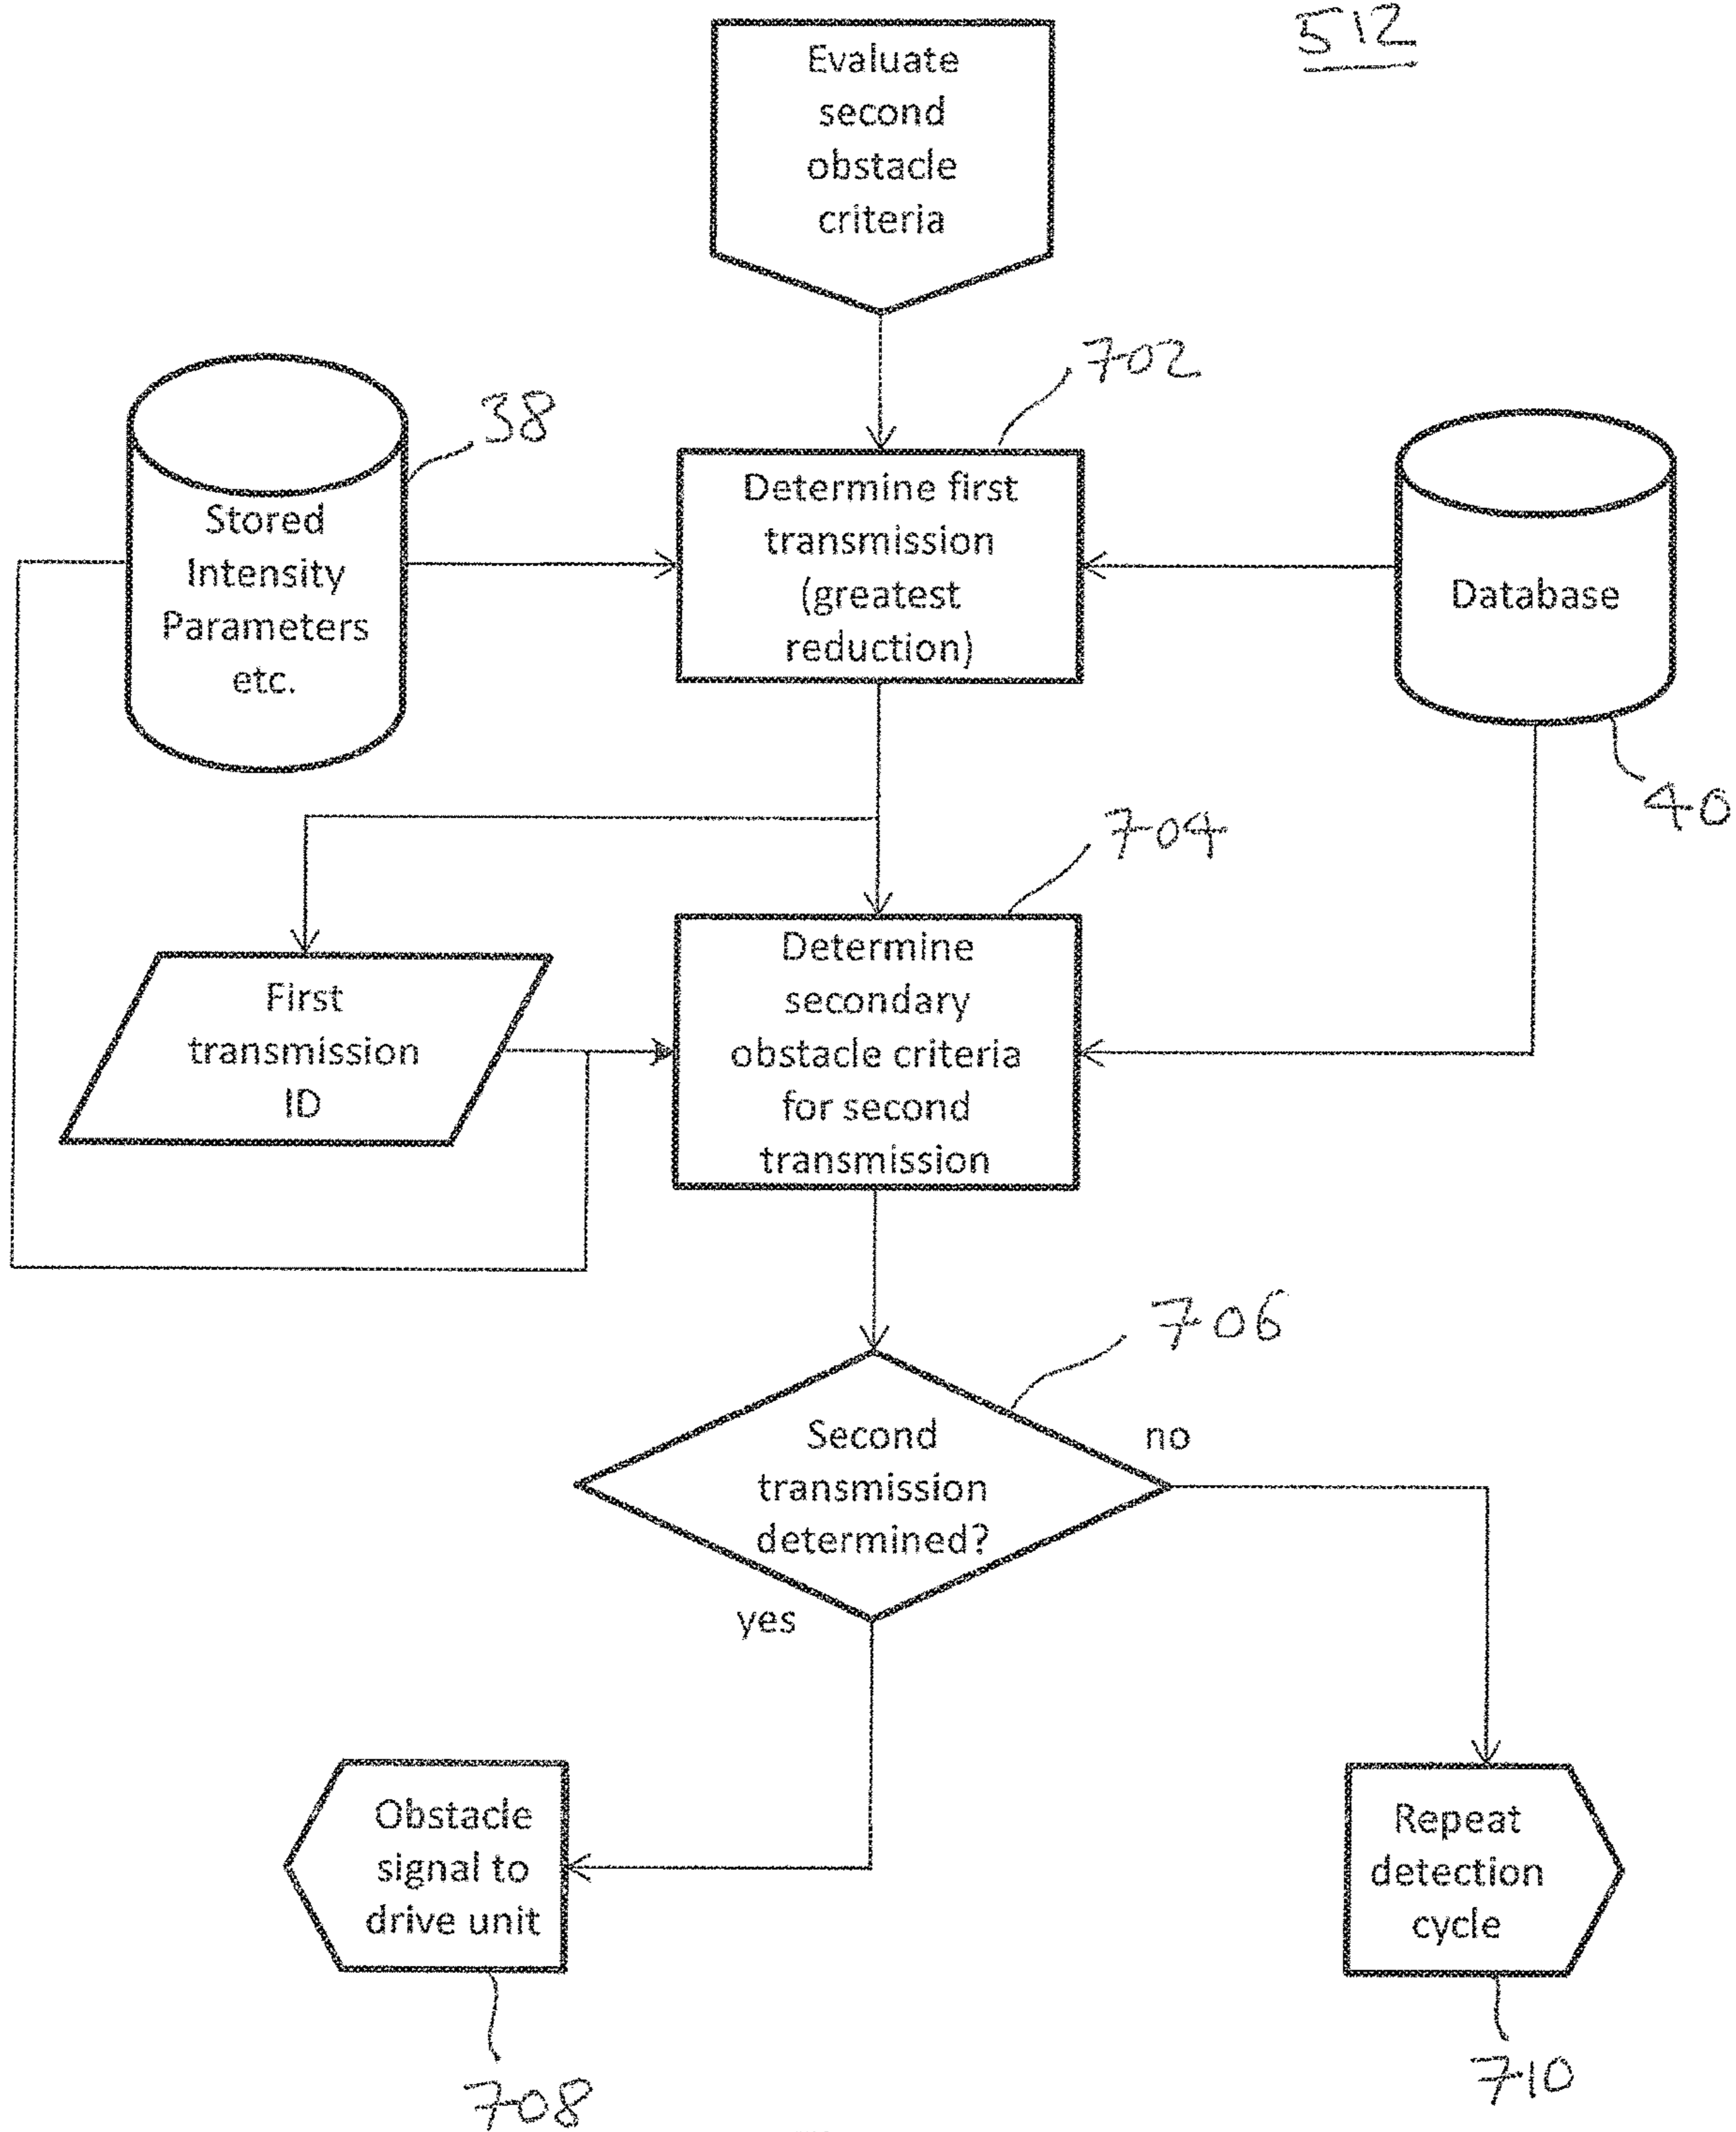 512
Evaluate
second
obstacle
criteria
702
38
Stored
Intensity
Parameters
etc.
Determine first
transmission
(greatest
reduction)
Database
40
704
First
transmission
ID
Determine
secondary
obstacle criteria
for second
transmission
706
Second
transmission
determined?
no
yes
Obstacle
signal to
drive unit
Repeat
detection
cycle
708
710